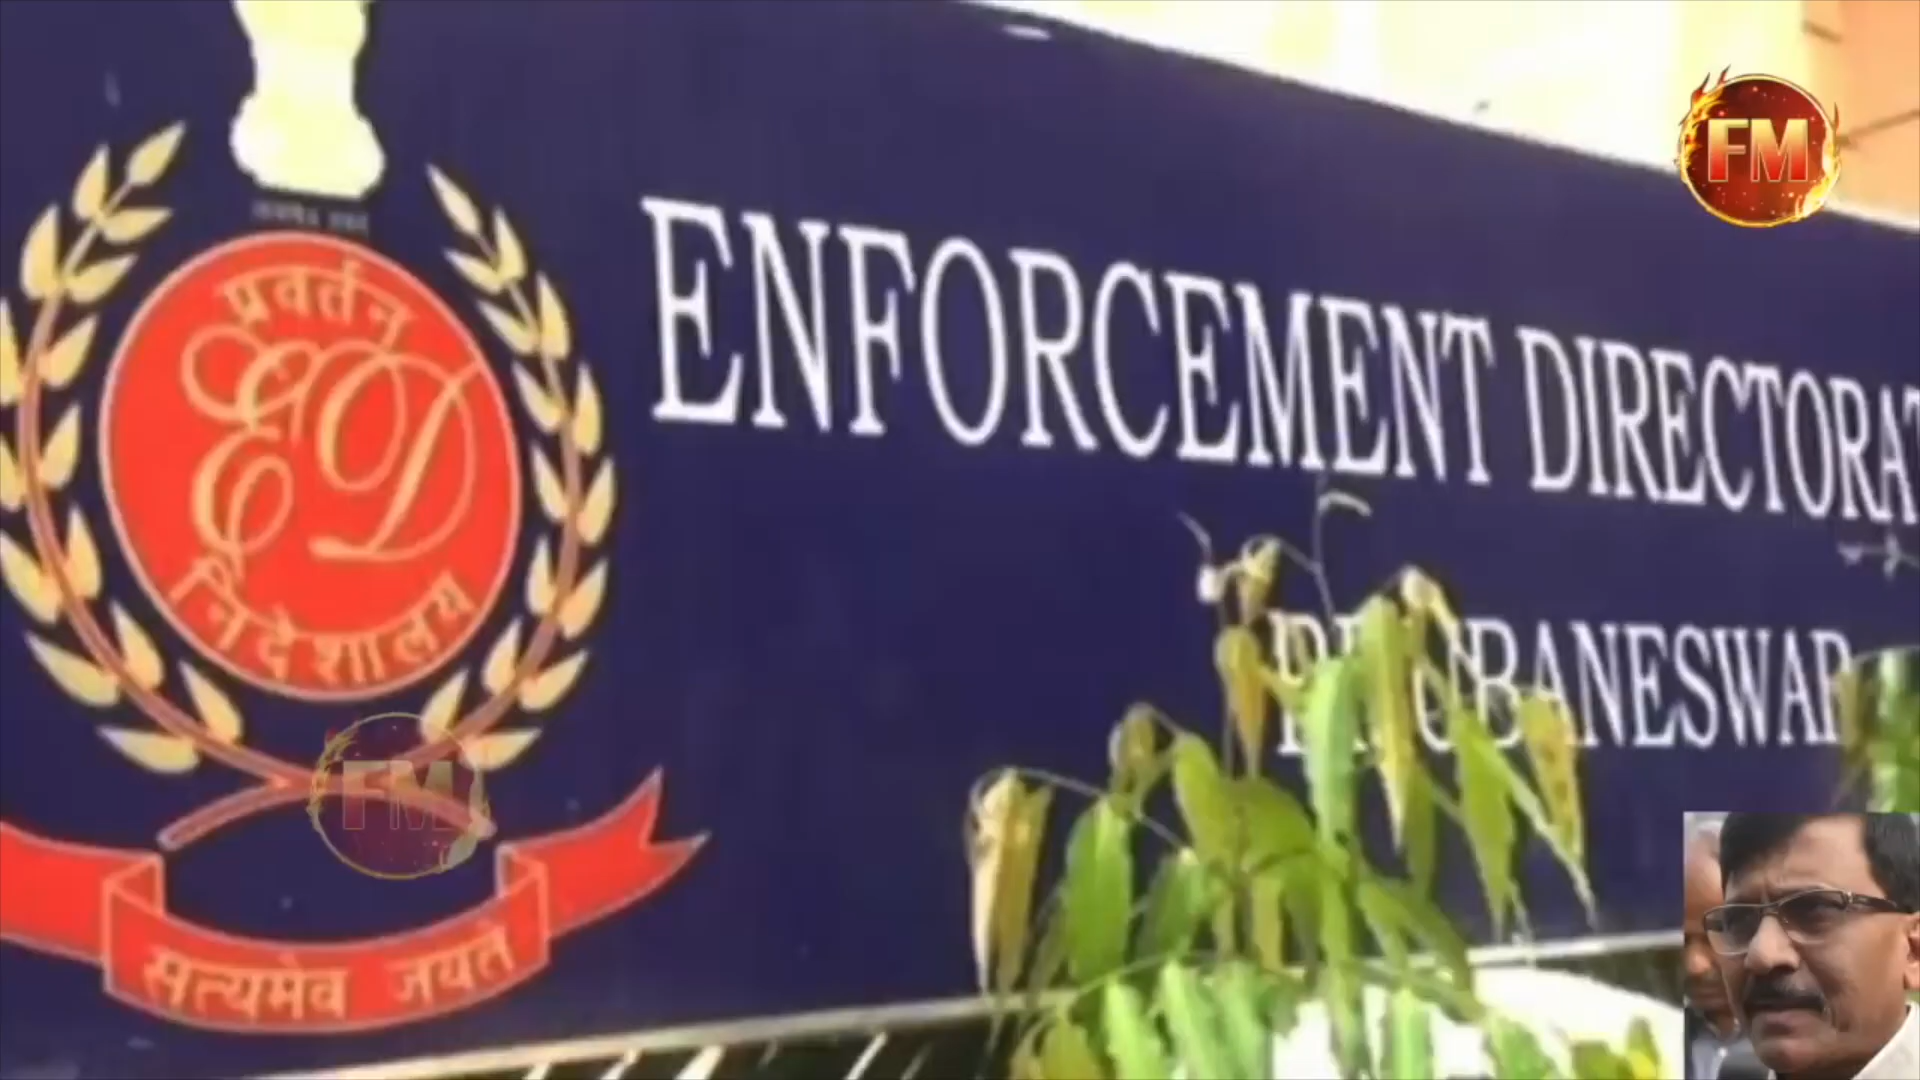 FM
ENFORCEMENT DIRECTORAT
प्रवर्तन
ED
निदेशालय
FM
सत्यमेव जयते